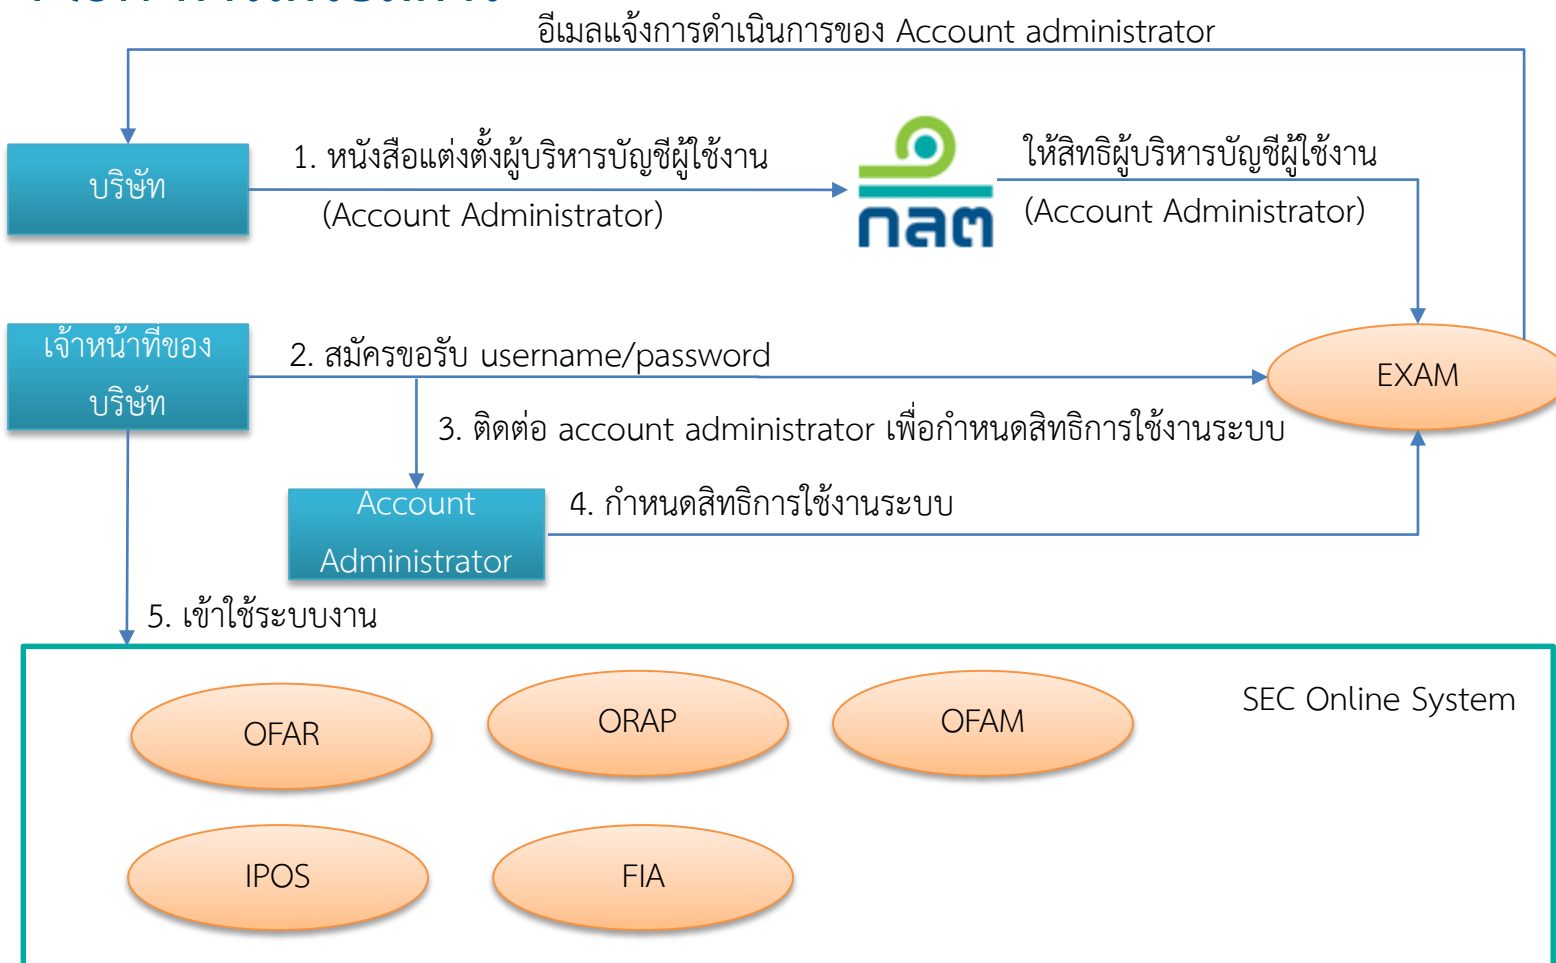 อีเมลแจ้งการดำเนินการของ Account administrator
1. หนังสือแต่งตั้งผู้บริหารบัญชีผู้ใช้งาน
(Account Administrator)
บริษัท
กลต
ให้สิทธิผู้บริหารบัญชีผู้ใช้งาน
(Account Administrator)
เจ้าหน้าที่ของ
บริษัท
2. สมัครขอรับ username/password
EXAM
3. ติดต่อ account administrator เพื่อกำหนดสิทธิการใช้งานระบบ
Account
Administrator
4. กำหนดสิทธิการใช้งานระบบ
5. เข้าใช้ระบบงาน
SEC Online System
OFAR
ORAP
OFAM
IPOS
FIA